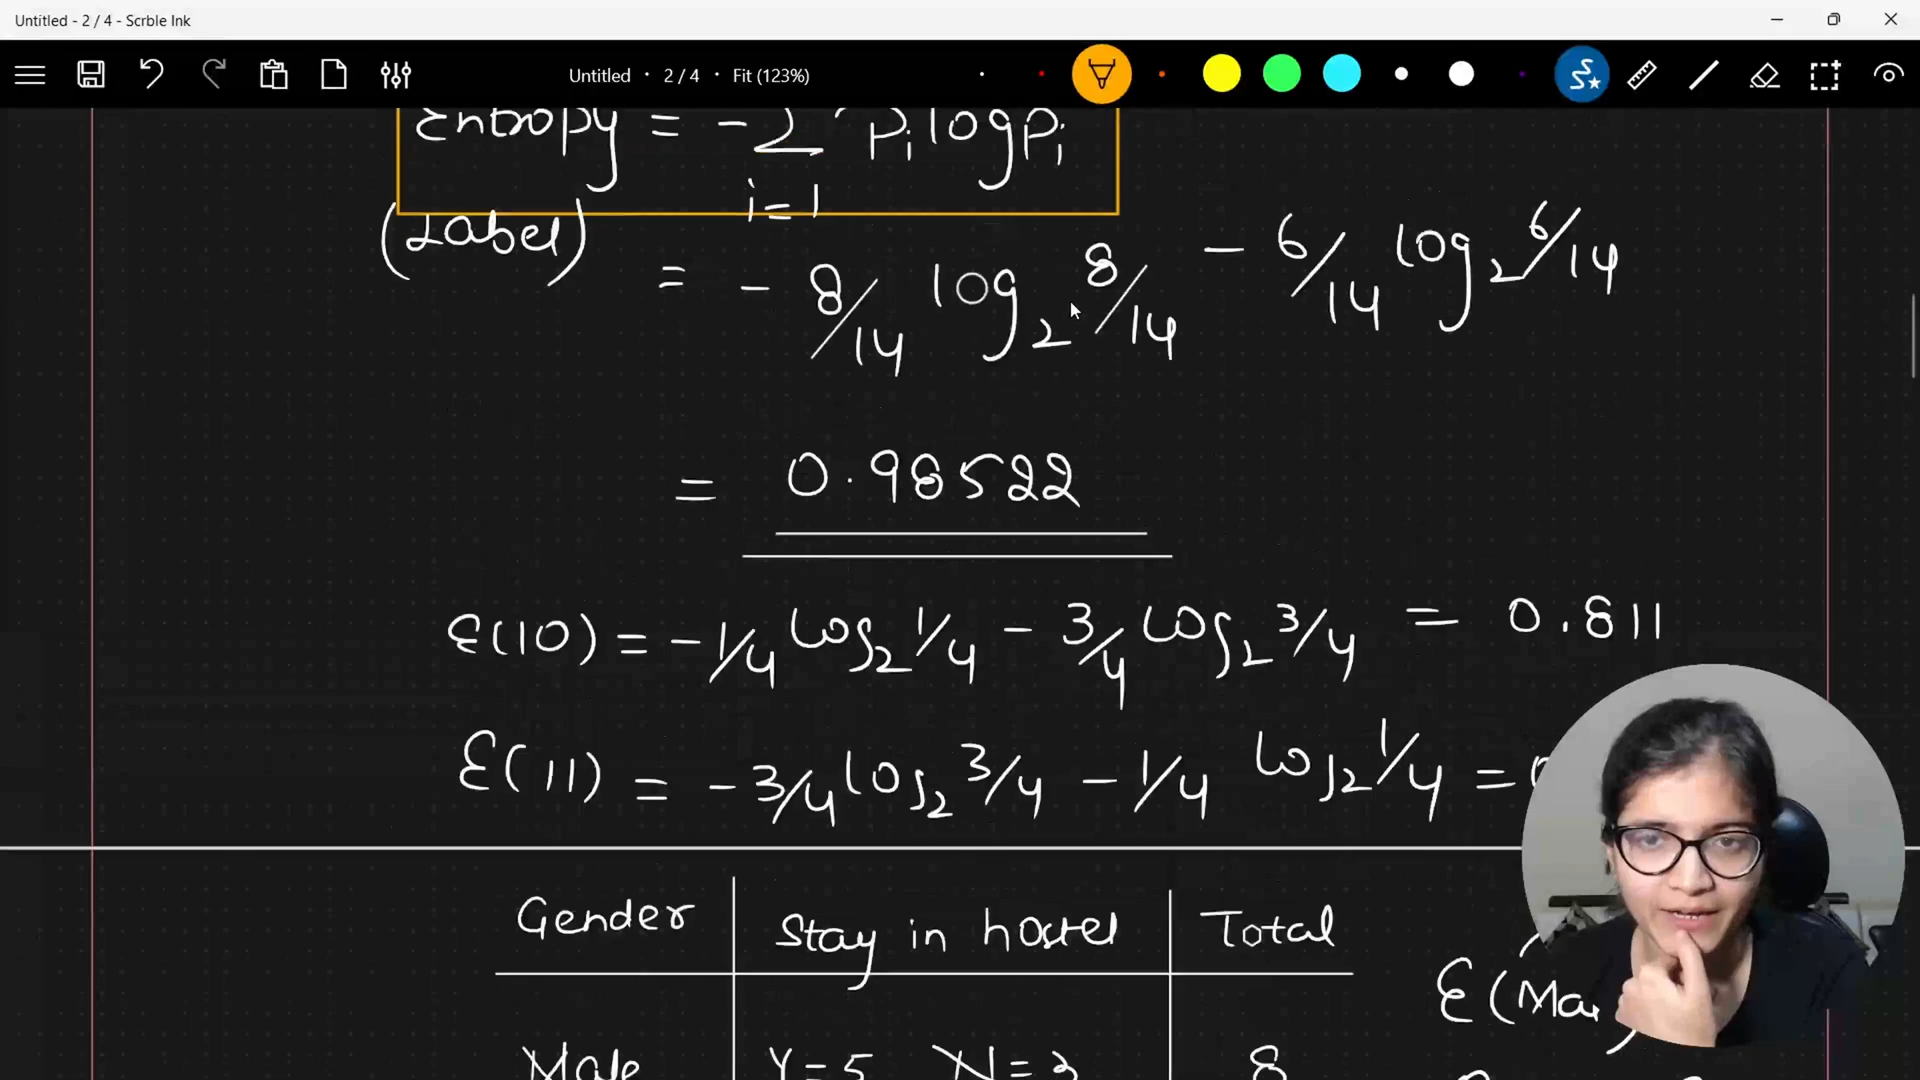 Untitled - 2 / 4 - Scrble Ink
Untitled • 2 / 4 • Fit (123%)
Entropy = - Σ pi log pi
i=1
(Label)
= - 8/14 log2 8/14 - 6/14 log2 6/14
= 0.98522
E(10) = -1/4 log2 1/4 - 3/4 log2 3/4 = 0.811
E(11) = -3/4 log2 3/4 - 1/4 log2 1/4 =
Gender Stay in hostel Total
E(Ma
Male Y=5 N=3 8